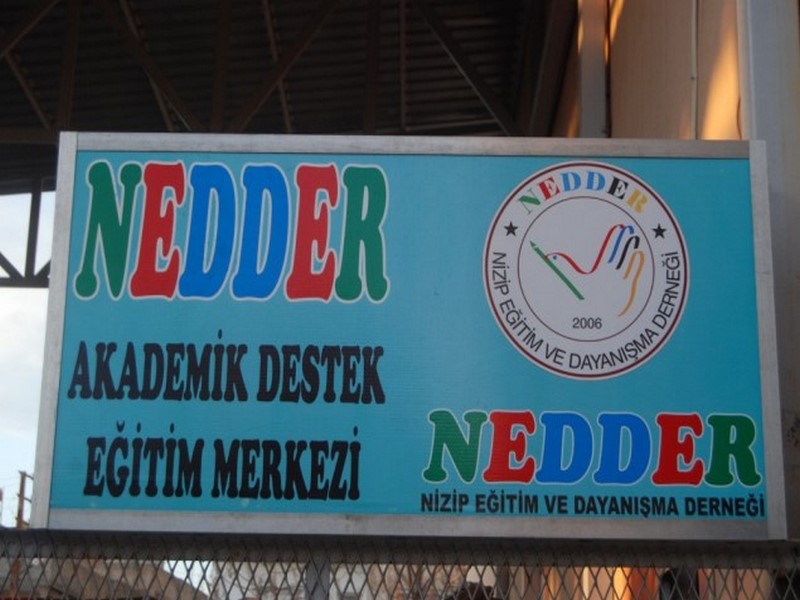 NEDDER
AKADEMİK DESTEK
EĞİTİM MERKEZİ
NEDDER
NİZİP EĞİTİM VE DAYANIŞMA DERNEĞİ
2006
NEDDER
NİZİP EĞİTİM VE DAYANIŞMA DERNEĞİ